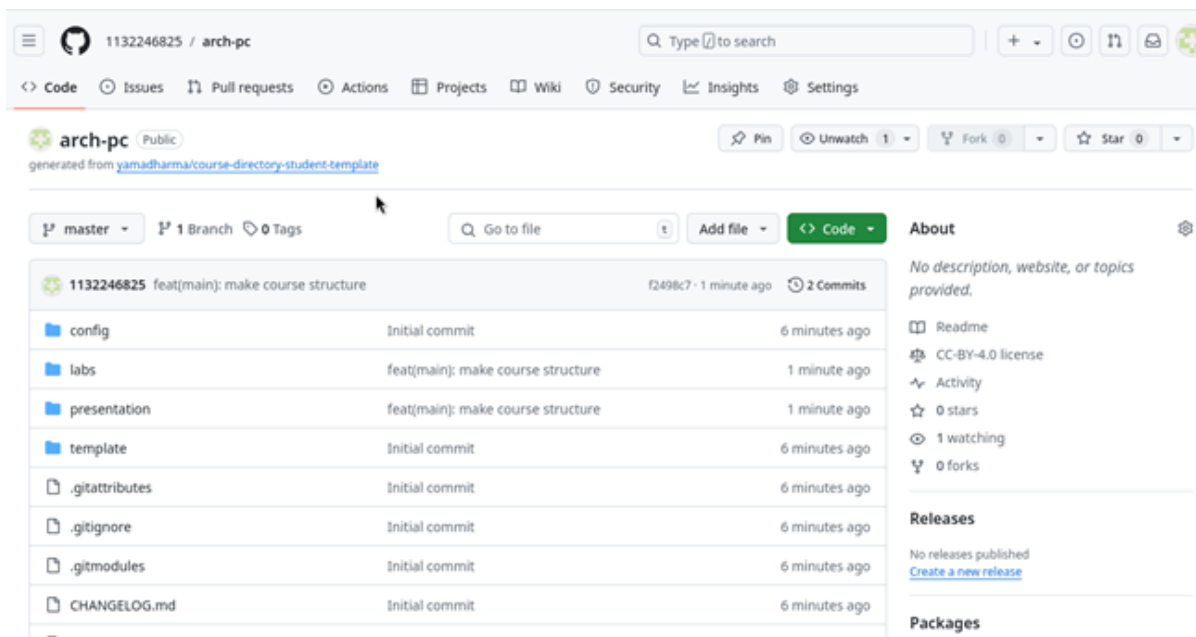 1132246825 / arch-pc
Type / to search
Code Issues Pull requests Actions Projects Wiki Security Insights Settings
arch-pc Public
Pin Unwatch 1 Fork 0 Star 0
generated from yamadharma/course-directory-student-template
master 1 Branch 0 Tags Go to file t Add file Code
1132246825 feat(main): make course structure f2498c7 · 1 minute ago 2 Commits
config Initial commit 6 minutes ago
labs feat(main): make course structure 1 minute ago
presentation feat(main): make course structure 1 minute ago
template Initial commit 6 minutes ago
.gitattributes Initial commit 6 minutes ago
.gitignore Initial commit 6 minutes ago
.gitmodules Initial commit 6 minutes ago
CHANGELOG.md Initial commit 6 minutes ago
About
No description, website, or topics
provided.
Readme
CC-BY-4.0 license
Activity
0 stars
1 watching
0 forks
Releases
No releases published
Create a new release
Packages